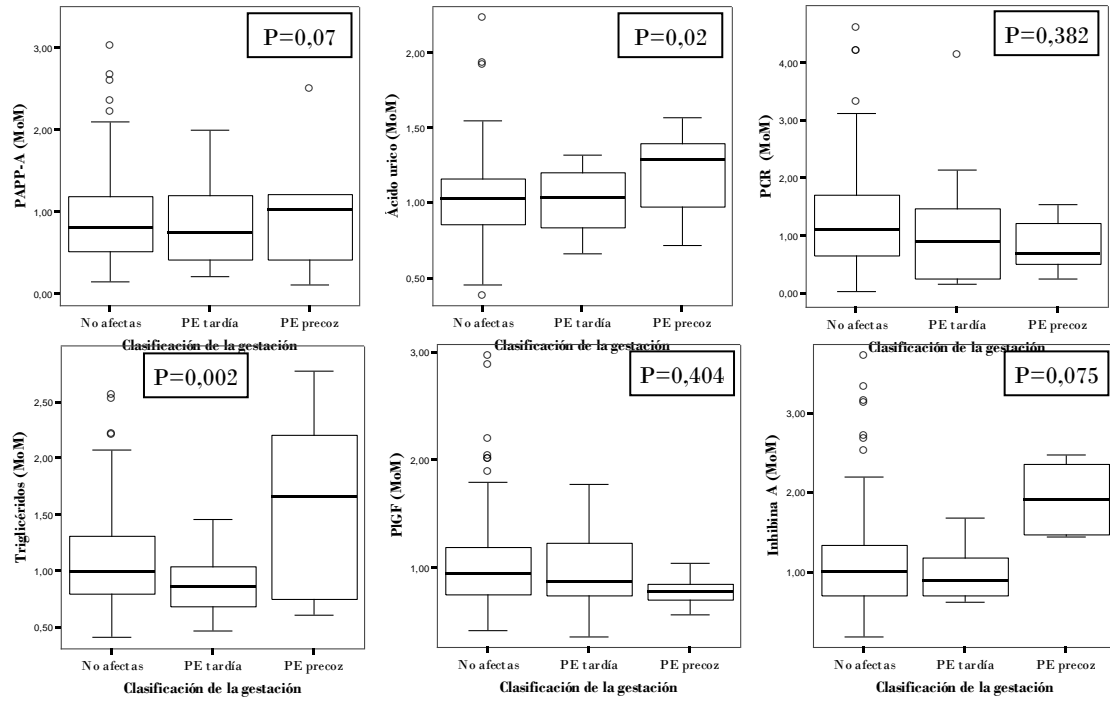 P=0,07
PAPP-A (MoM)
3,00
2,00
1,00
0,00
No afectas PE tardía PE precoz
Clasificación de la gestación
P=0,02
Àcido urico (MoM)
2,00
1,50
1,00
0,50
No afectas PE tardía PE precoz
Clasificación de la gestación
P=0,382
PCR (MoM)
4,00
3,00
2,00
1,00
0,00
No afectas PE tardía PE precoz
Clasificación de la gestación
P=0,002
Triglicéridos (MoM)
2,50
2,00
1,50
1,00
0,50
No afectas PE tardía PE precoz
Clasificación de la gestación
P=0,404
PlGF (MoM)
3,00
2,00
1,00
No afectas PE tardía PE precoz
Clasificación de la gestación
P=0,075
Inhibina A (MoM)
3,00
2,00
1,00
No afectas PE tardía PE precoz
Clasificación de la gestación